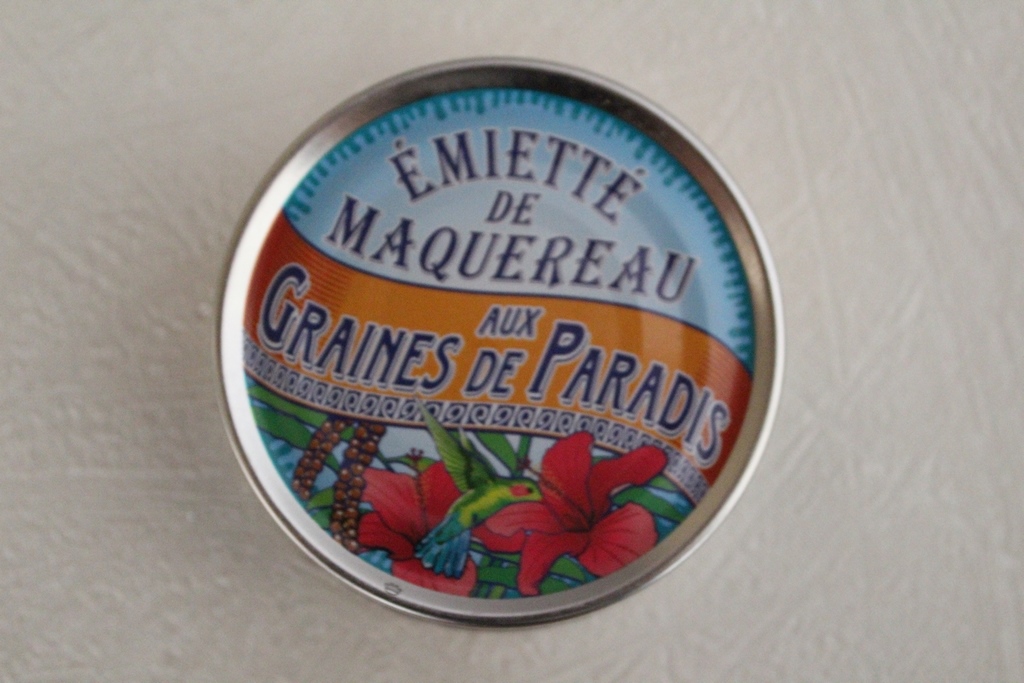 ÉMIETTÉ
DE
MAQUEREAU
AUX
GRAINES DE PARADIS